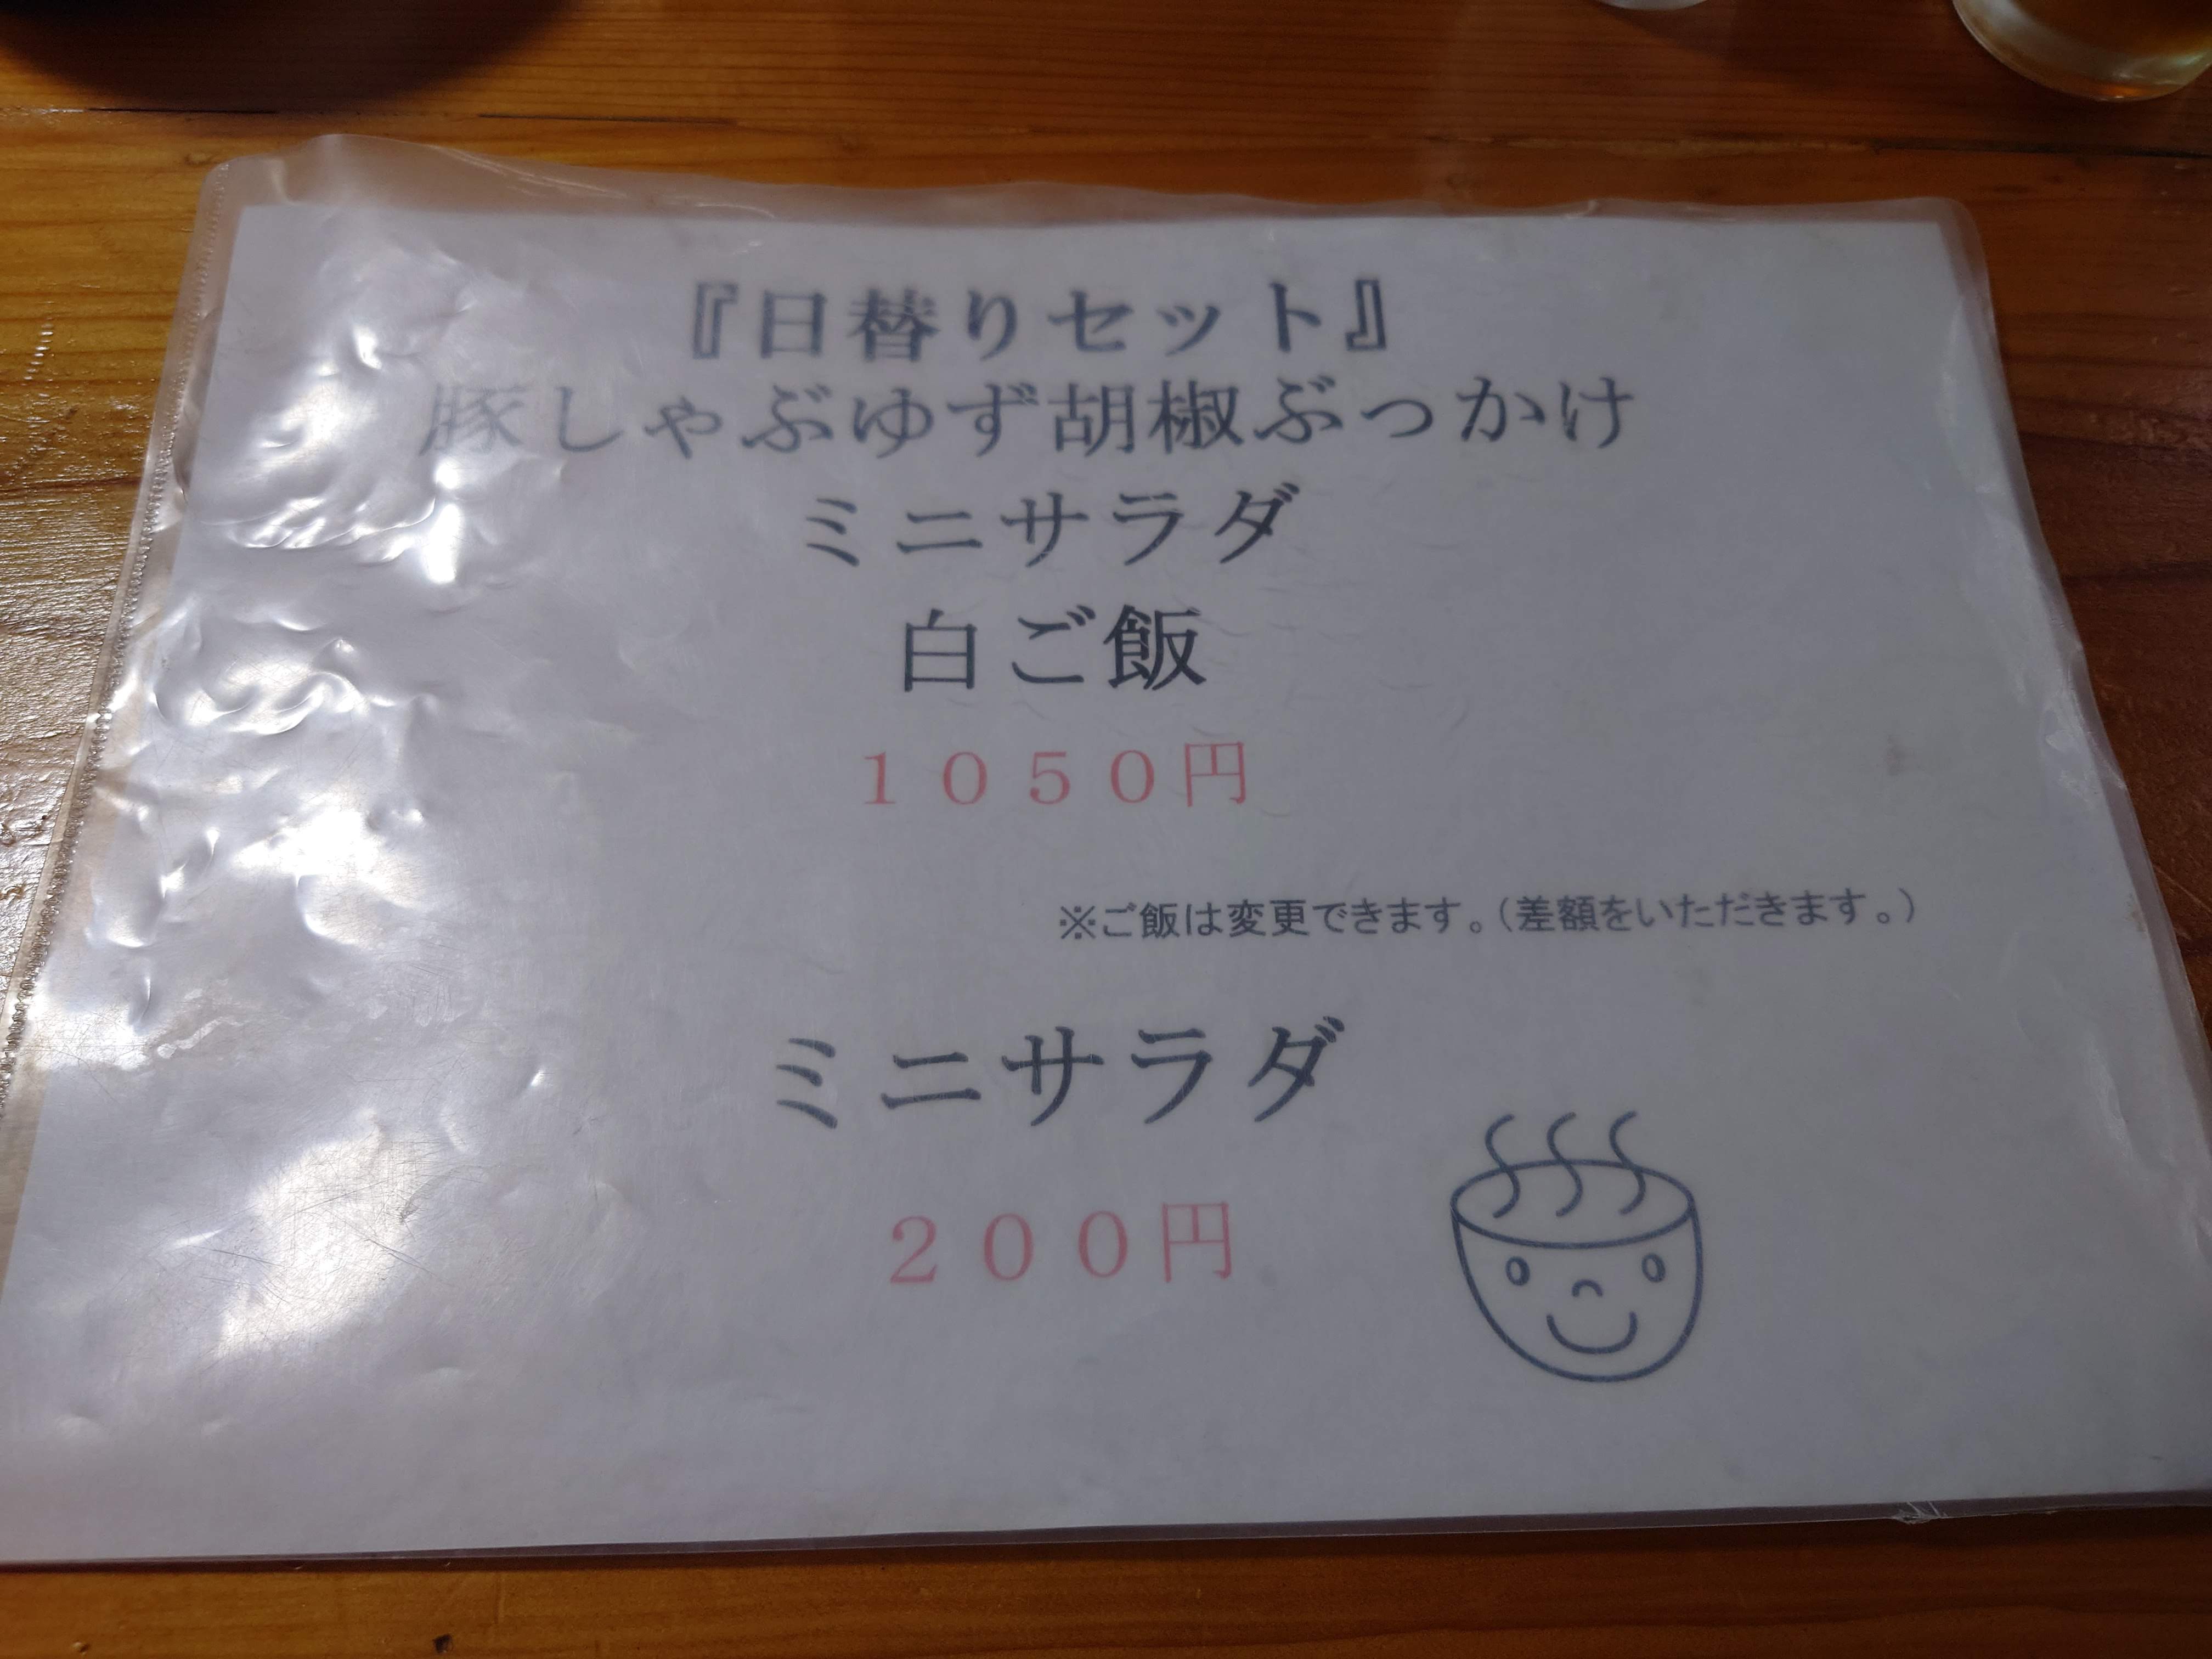 『日替りセット』
豚しゃぶゆず胡椒ぶっかけ
ミニサラダ
白ご飯
１０５０円
※ご飯は変更できます。（差額をいただきます。）
ミニサラダ
２００円